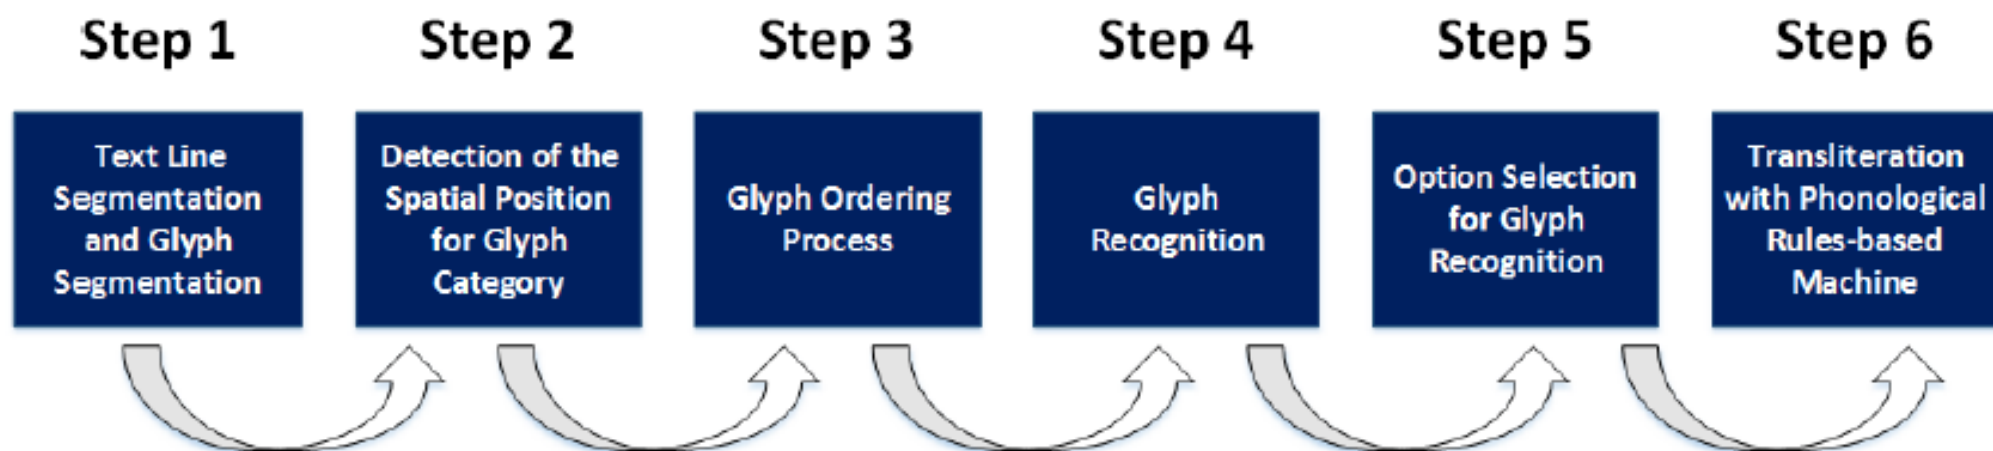 Step 1
Step 2
Step 3
Step 4
Step 5
Step 6
Text Line
Segmentation
and Glyph
Segmentation
Detection of the
Spatial Position
for Glyph
Category
Glyph Ordering
Process
Glyph
Recognition
Option Selection
for Glyph
Recognition
Transliteration
with Phonological
Rules-based
Machine